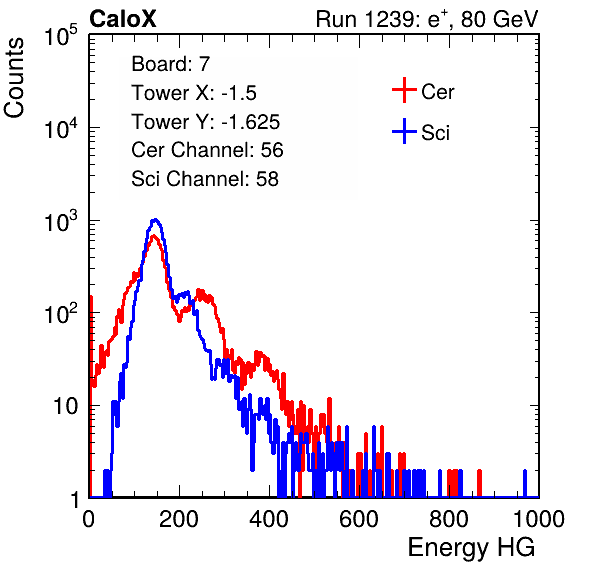 CaloX Run 1239: e⁺, 80 GeV
Counts
10⁵
10⁴
10³
10²
10
1
Board: 7
Tower X: -1.5
Tower Y: -1.625
Cer Channel: 56
Sci Channel: 58
Cer
Sci
0 200 400 600 800 1000
Energy HG